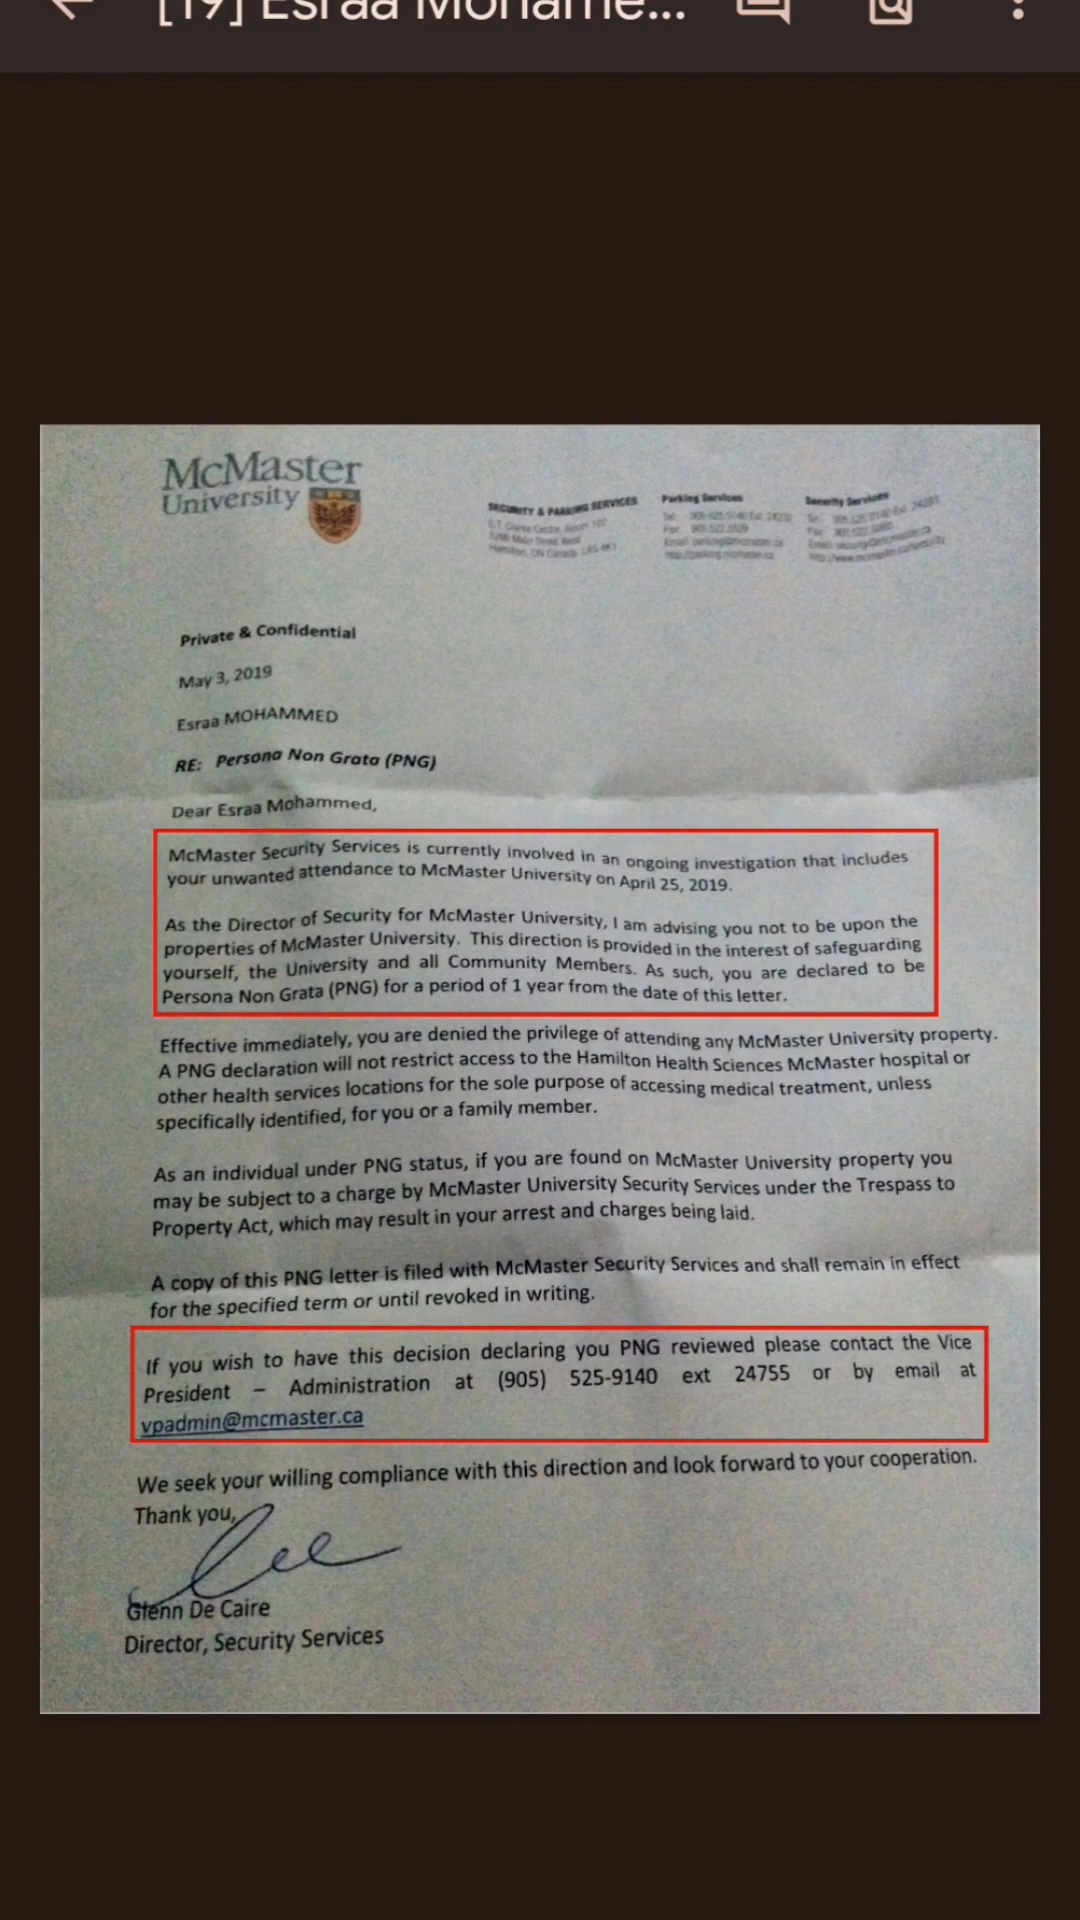 [19] Esraa Mohame...
McMaster
University
SECURITY & PARKING SERVICES
Parking Services
Security Services
Private & Confidential
May 3, 2019
Esraa MOHAMMED
RE: Persona Non Grata (PNG)
Dear Esraa Mohammed,
McMaster Security Services is currently involved in an ongoing investigation that includes
your unwanted attendance to McMaster University on April 25, 2019.
As the Director of Security for McMaster University, I am advising you not to be upon the
properties of McMaster University. This direction is provided in the interest of safeguarding
yourself, the University and all Community Members. As such, you are declared to be
Persona Non Grata (PNG) for a period of 1 year from the date of this letter.
Effective immediately, you are denied the privilege of attending any McMaster University property.
A PNG declaration will not restrict access to the Hamilton Health Sciences McMaster hospital or
other health services locations for the sole purpose of accessing medical treatment, unless
specifically identified, for you or a family member.
As an individual under PNG status, if you are found on McMaster University property you
may be subject to a charge by McMaster University Security Services under the Trespass to
Property Act, which may result in your arrest and charges being laid.
A copy of this PNG letter is filed with McMaster Security Services and shall remain in effect
for the specified term or until revoked in writing.
If you wish to have this decision declaring you PNG reviewed please contact the Vice
President – Administration at (905) 525-9140 ext 24755 or by email at
vpadmin@mcmaster.ca
We seek your willing compliance with this direction and look forward to your cooperation.
Thank you,
Glenn De Caire
Director, Security Services